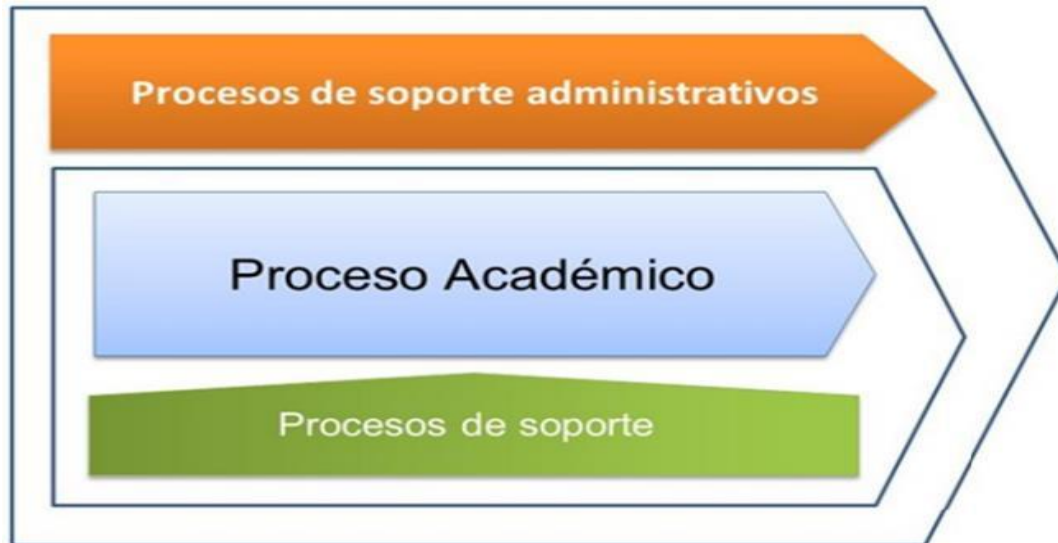 Procesos de soporte administrativos
Proceso Académico
Procesos de soporte